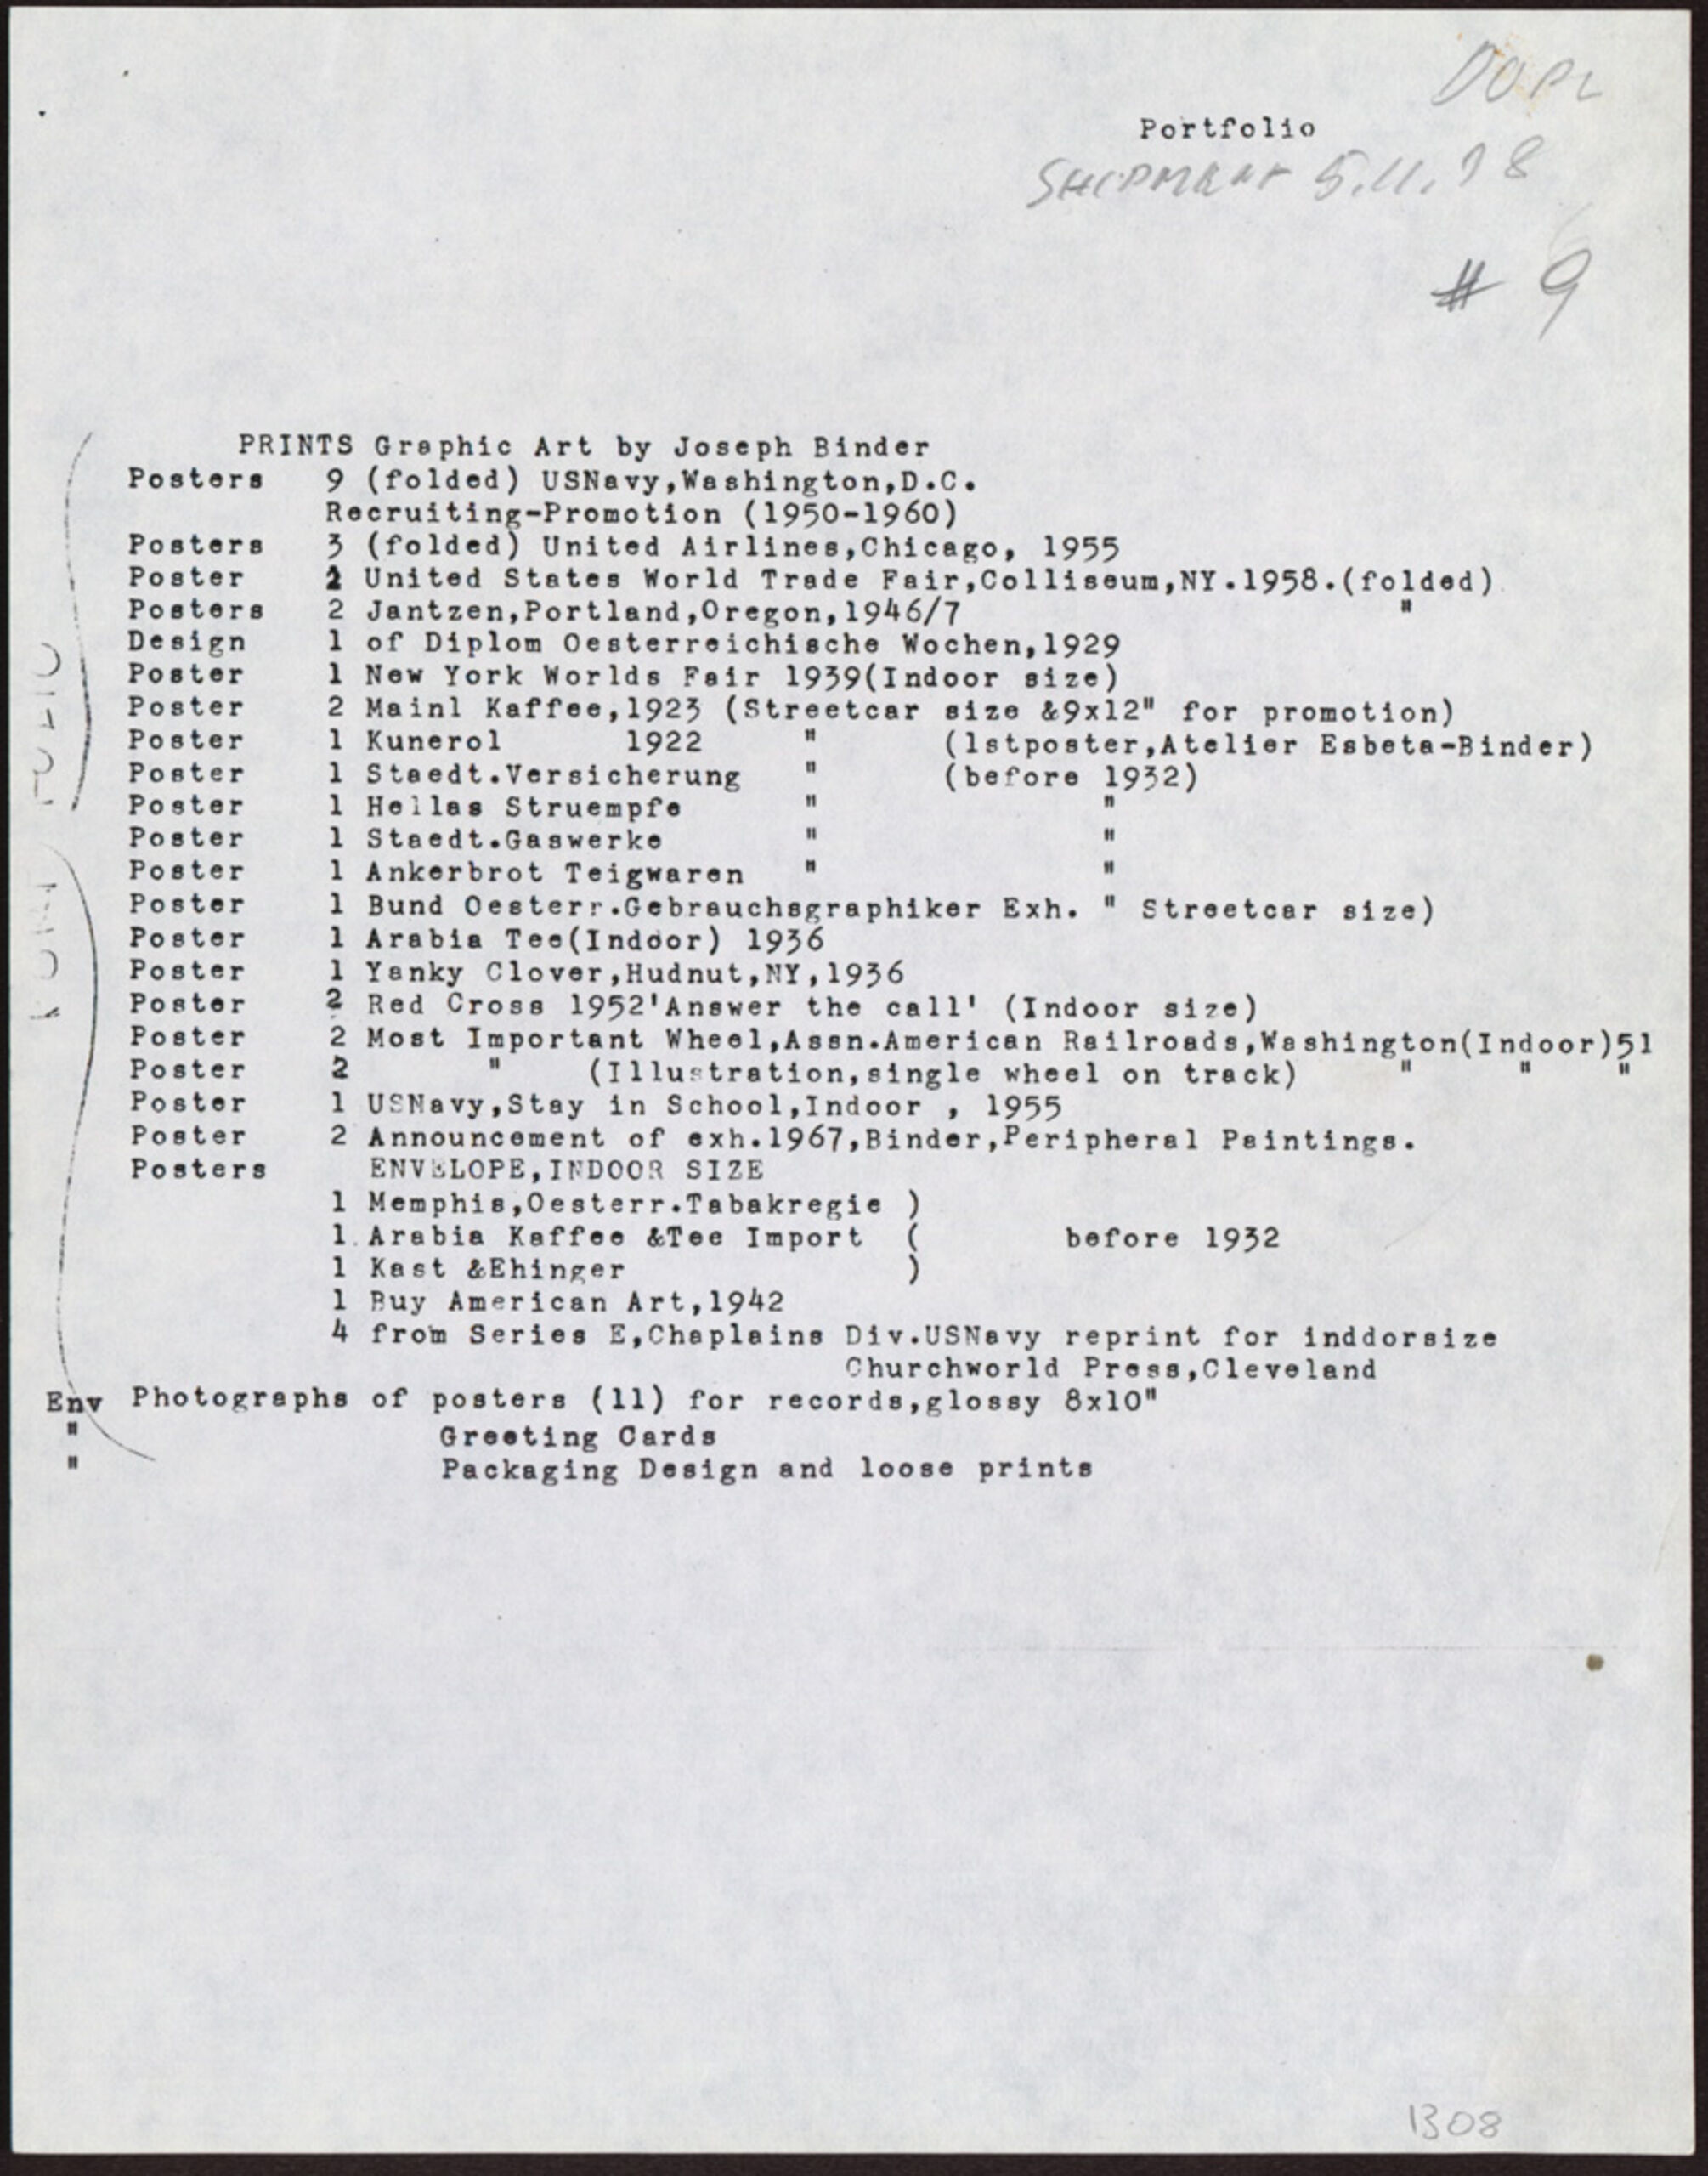 Portfolio
5.11.78
# 9
PRINTS Graphic Art by Joseph Binder
Posters 9 (folded) USNavy,Washington,D.C.
Recruiting-Promotion (1950-1960)
Posters 3 (folded) United Airlines,Chicago, 1955
Poster United States World Trade Fair,Colliseum,NY.1958.(folded)
Posters 2 Jantzen,Portland,Oregon,1946/7 "
Design 1 of Diplom Oesterreichische Wochen,1929
Poster 1 New York Worlds Fair 1939(Indoor size)
Poster 2 Mainl Kaffee,1923 (Streetcar size &9x12" for promotion)
Poster 1 Kunerol 1922 " (1stposter,Atelier Esbeta-Binder)
Poster 1 Staedt.Versicherung " (before 1932)
Poster 1 Hellas Struempfe " "
Poster 1 Staedt.Gaswerke " "
Poster 1 Ankerbrot Teigwaren " "
Poster 1 Bund Oesterr.Gebrauchsgraphiker Exh. " Streetcar size)
Poster 1 Arabia Tee(Indoor) 1936
Poster 1 Yanky Clover,Hudnut,NY,1936
Poster 2 Red Cross 1952'Answer the call' (Indoor size)
Poster 2 Most Important Wheel,Assn.American Railroads,Washington(Indoor)51
Poster 2 " (Illustration,single wheel on track) " " "
Poster 1 USNavy,Stay in School,Indoor , 1955
Poster 2 Announcement of exh.1967,Binder,Peripheral Paintings.
Posters ENVELOPE,INDOOR SIZE
1 Memphis,Oesterr.Tabakregie )
1.Arabia Kaffee &Tee Import ( before 1932
1 Kast &Ehinger )
1 Buy American Art,1942
4 from Series E,Chaplains Div.USNavy reprint for inddorsize
Churchworld Press,Cleveland
Env Photographs of posters (11) for records,glossy 8x10"
" Greeting Cards
" Packaging Design and loose prints
1308